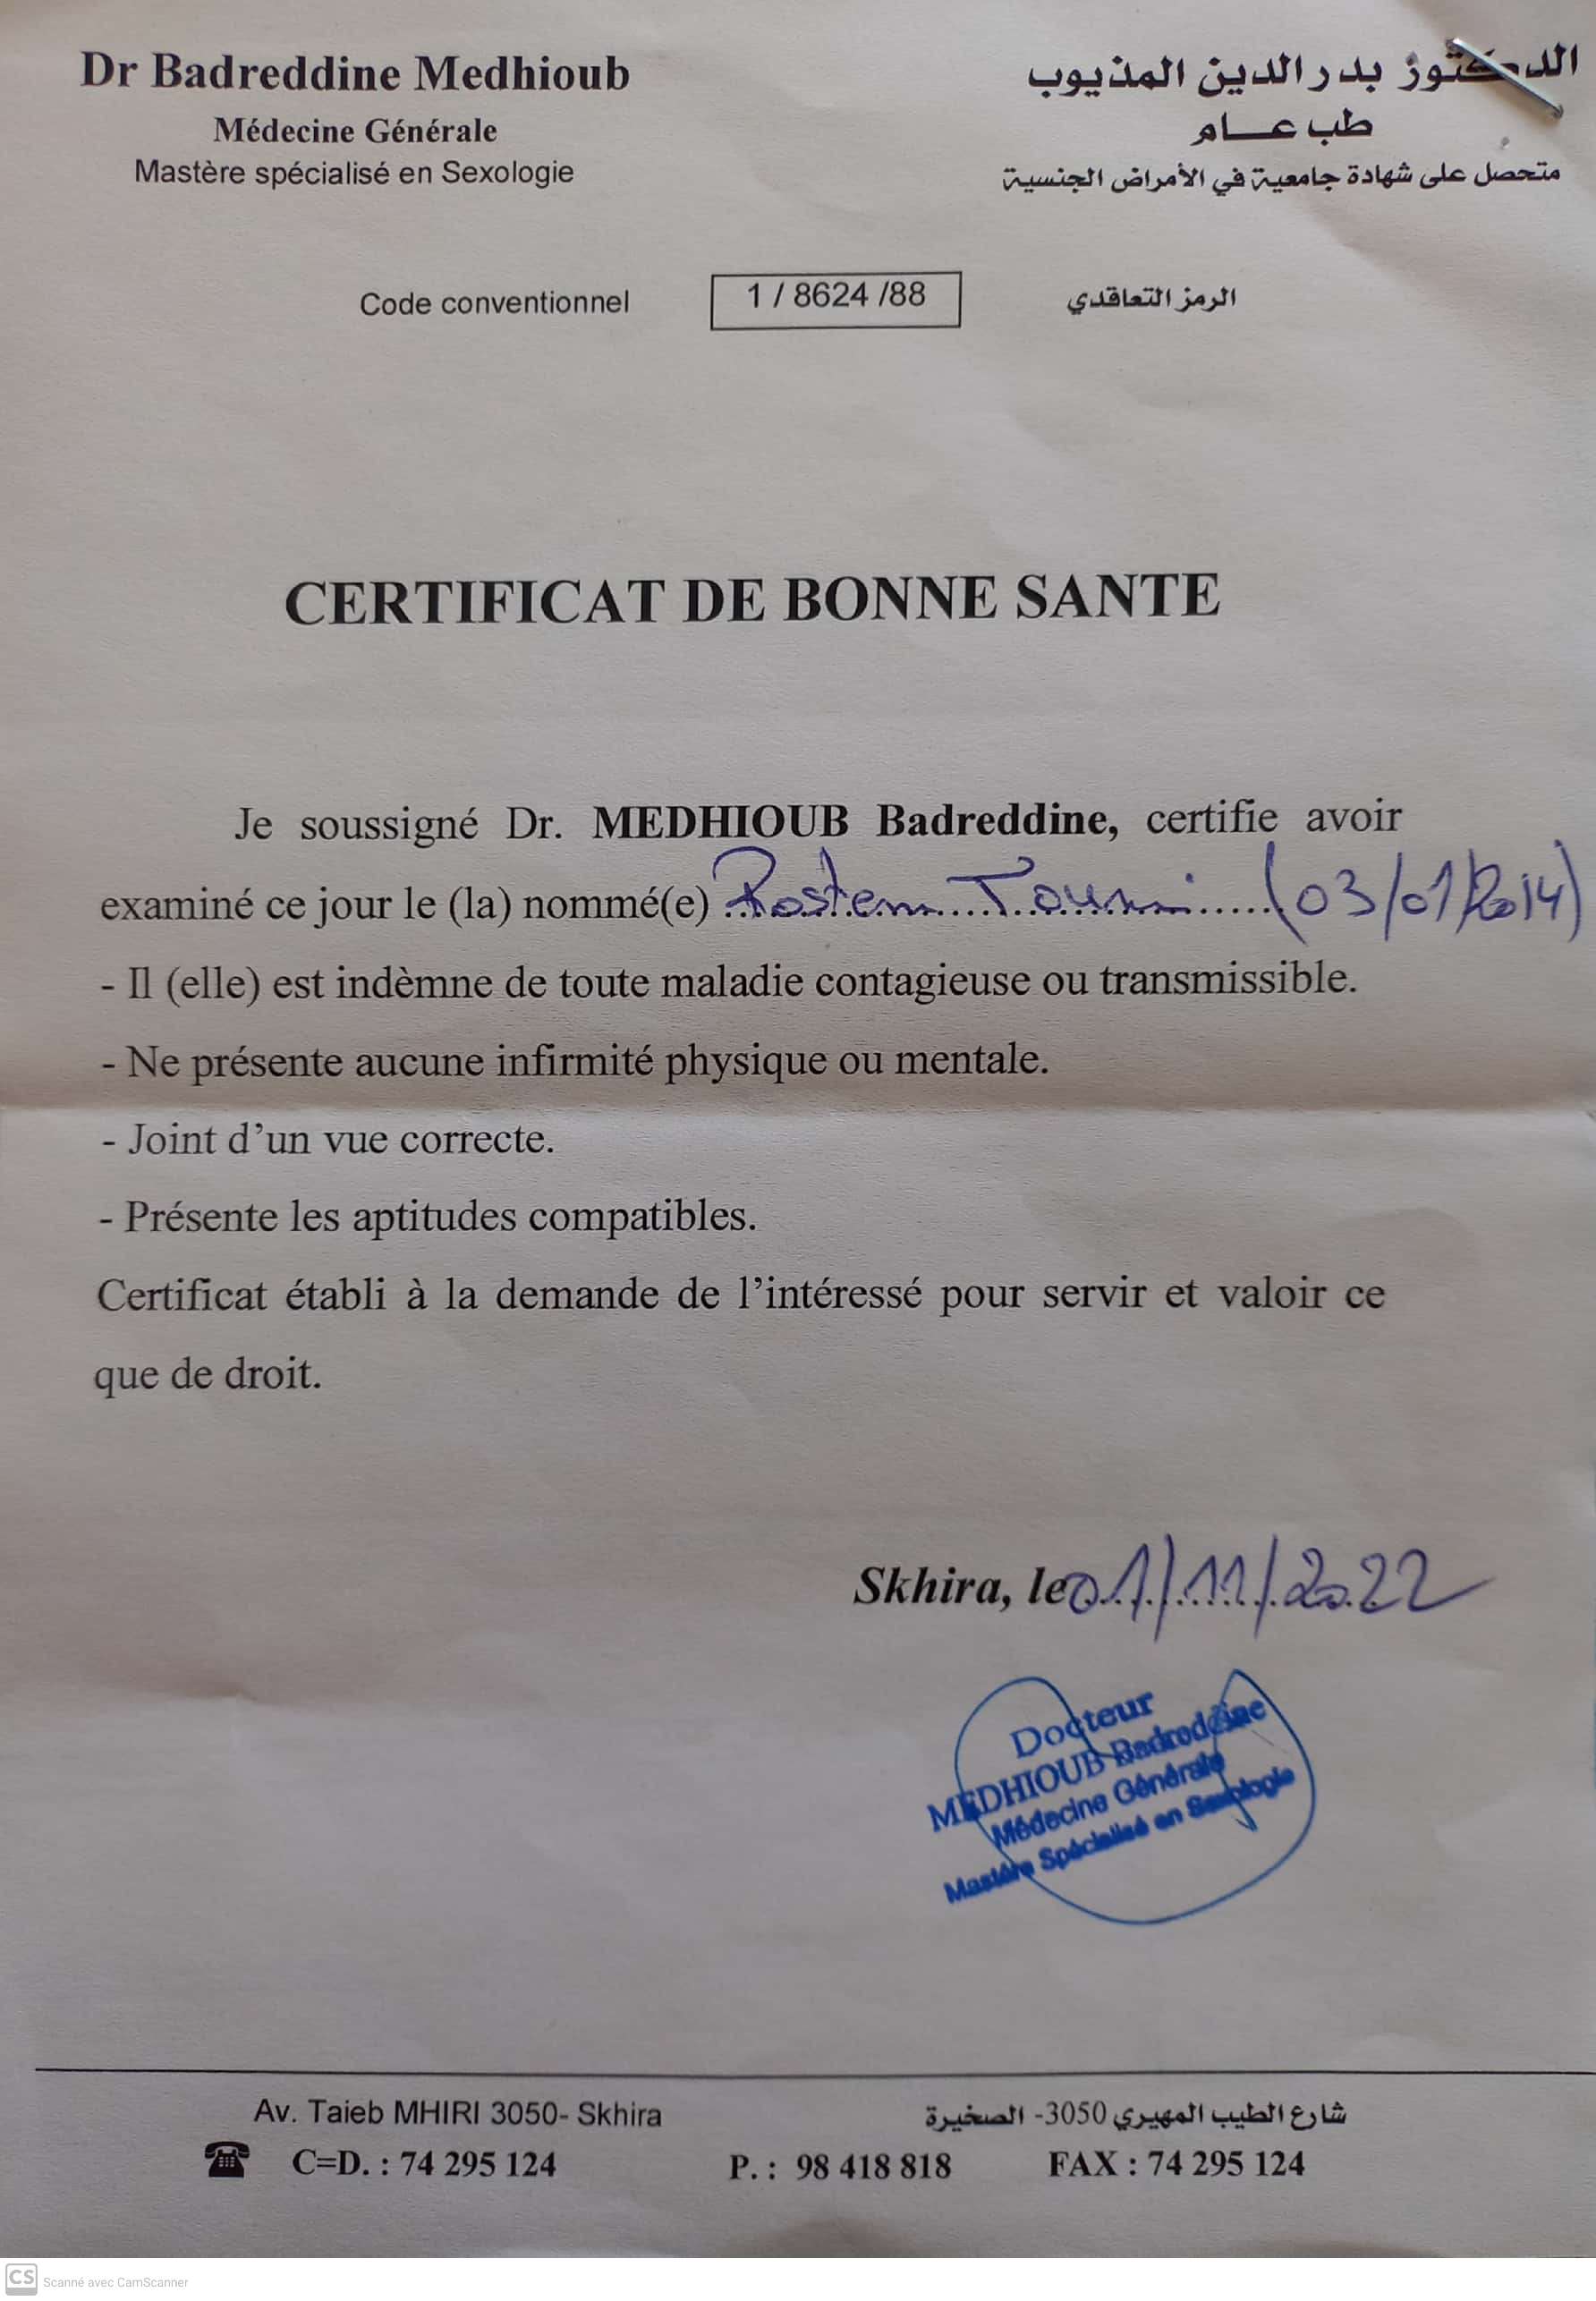 Dr Badreddine Medhioub
Médecine Générale
Mastère spécialisé en Sexologie
الدكتور بدر الدين المذيوب
طب عـــام
متحصل على شهادة جامعية في الأمراض الجنسية
Code conventionnel 1 / 8624 /88 الرمز التعاقدي
CERTIFICAT DE BONNE SANTE
Je soussigné Dr. MEDHIOUB Badreddine, certifie avoir
examiné ce jour le (la) nommé(e) Rostem Toumi (03/01/2014)
- Il (elle) est indèmne de toute maladie contagieuse ou transmissible.
- Ne présente aucune infirmité physique ou mentale.
- Joint d’un vue correcte.
- Présente les aptitudes compatibles.
Certificat établi à la demande de l’intéressé pour servir et valoir ce
que de droit.
Skhira, le 01/11/2022
Docteur
MEDHIOUB Badreddine
Médecine Générale
Mastère Spécialisé en Sexologie
Av. Taieb MHIRI 3050- Skhira
شارع الطيب المهيري 3050- الصخيرة
C=D. : 74 295 124 P. : 98 418 818 FAX : 74 295 124
CS Scanné avec CamScanner